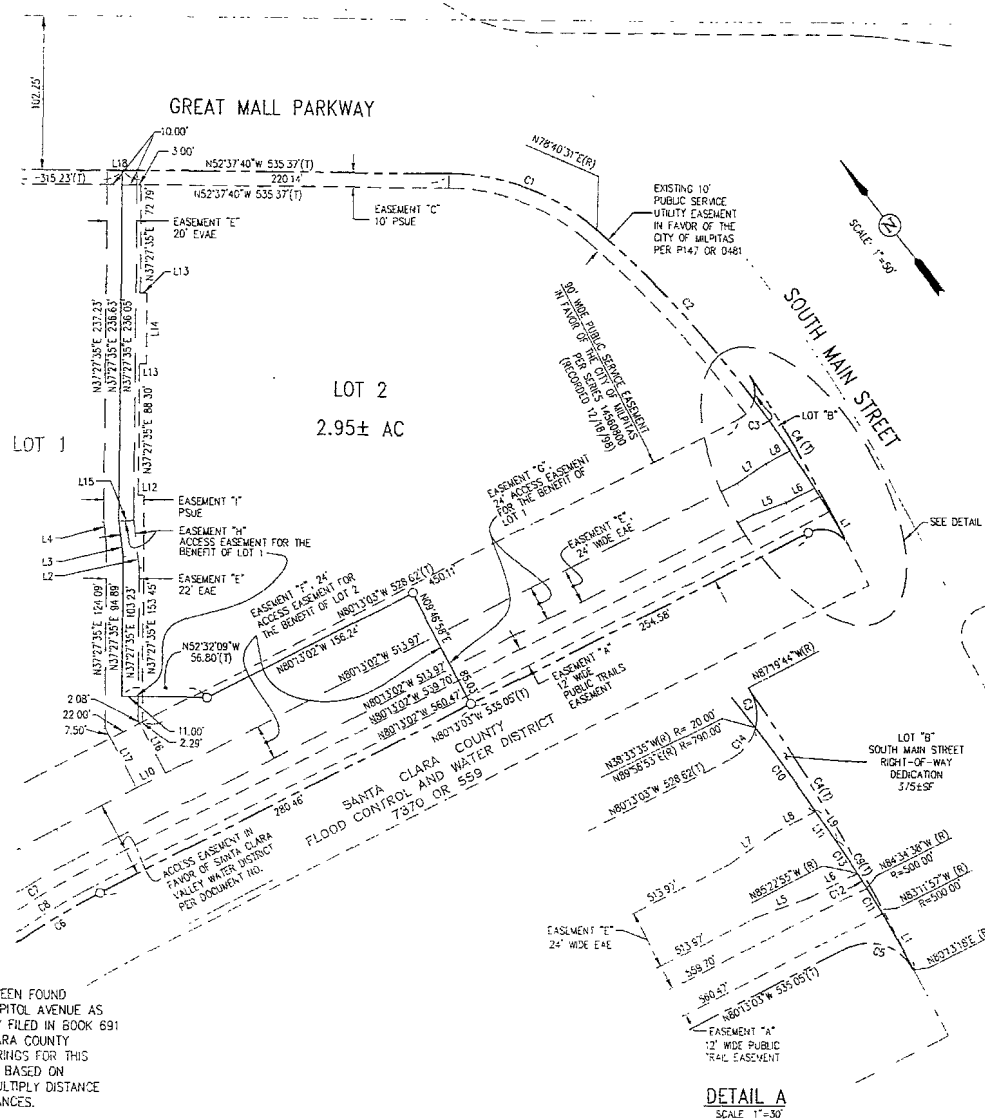 102.25'
GREAT MALL PARKWAY
10.00'
3.00'
L18
315.23'(T)
N52°37'40"W 535.37'(T)
220.14'
N52°37'40"W 535.37'(T)
EASEMENT "C"
10' PSUE
C1
N78°40'31"E(R)
EXISTING 10'
PUBLIC SERVICE
UTILITY EASEMENT
IN FAVOR OF THE
CITY OF MILPITAS
PER P147 OR 0481
SCALE: 1"=50'
SOUTH MAIN STREET
EASEMENT "E"
20' EVAE
N37°27'35"E 72.79'
L13
L14
L13
N37°27'35"E 237.23'
N37°27'35"E 236.63'
N37°27'35"E 236.05'
N37°27'35"E 88.30'
C2
90' WIDE PUBLIC SERVICE EASEMENT
IN FAVOR OF THE CITY OF MILPITAS
PER SERIES 14560800
(RECORDED 12/18/98)
LOT 2
2.95± AC
LOT 1
C3
LOT "B"
C4(T)
L8
L7
L6
L5
L1
SEE DETAIL
L15
L12
EASEMENT "I"
PSUE
EASEMENT "H"
ACCESS EASEMENT FOR THE
BENEFIT OF LOT 1
L4
L3
L2
EASEMENT "E"
22' EAE
EASEMENT "G",
24' ACCESS EASEMENT
FOR THE BENEFIT OF
LOT 1
EASEMENT "E"
24' WIDE EAE
N37°27'35"E 124.09'
N37°27'35"E 94.89'
N37°27'35"E 103.23'
N37°27'35"E 153.45'
N52°32'09"W
56.80'(T)
EASEMENT "F", 24'
ACCESS EASEMENT FOR
THE BENEFIT OF LOT 2
N80°13'03"W 528.62'(T)
450.11'
N80°13'02"W 156.24'
N09°46'58"E
85.03'
N80°13'02"W 513.97'
N80°13'02"W 513.97'
N80°13'02"W 539.70'
N80°13'02"W 560.47'
N80°13'03"W 535.05'(T)
254.58'
EASEMENT "A"
12' WIDE
PUBLIC TRAILS
EASEMENT
2.08'
22.00'
7.50'
11.00'
2.29'
L17
L16
L10
280.46'
SANTA CLARA COUNTY
FLOOD CONTROL AND WATER DISTRICT
7370 OR 559
ACCESS EASEMENT IN
FAVOR OF SANTA CLARA
VALLEY WATER DISTRICT
PER DOCUMENT NO.
C7
C8
C6
N87°19'44"W(R)
C3
N38°33'35"W(R) R= 20.00'
N89°58'53"E(R) R=790.00'
N80°13'03"W 528.62'(T)
C14
C10
C4(T)
LOT "B"
SOUTH MAIN STREET
RIGHT-OF-WAY
DEDICATION
375±SF
L8
L7
L11
L9
C9(T)
C13
N84°34'38"W (R)
R=500.00'
N83°11'57"W (R)
R=500.00'
N85°22'55"W (R)
L6
L5
C12
C11
L1
C5
N80°13'18"E (R)
513.97'
513.97'
539.70'
560.47'
N80°13'03"W 535.05'(T)
EASEMENT "E"
24' WIDE EAE
EASEMENT "A"
12' WIDE PUBLIC
TRAIL EASEMENT
DETAIL A
SCALE 1"=30'
EEN FOUND
PITOL AVENUE AS
Y FILED IN BOOK 691
ARA COUNTY
RINGS FOR THIS
BASED ON
ULTIPLY DISTANCE
ANCES.